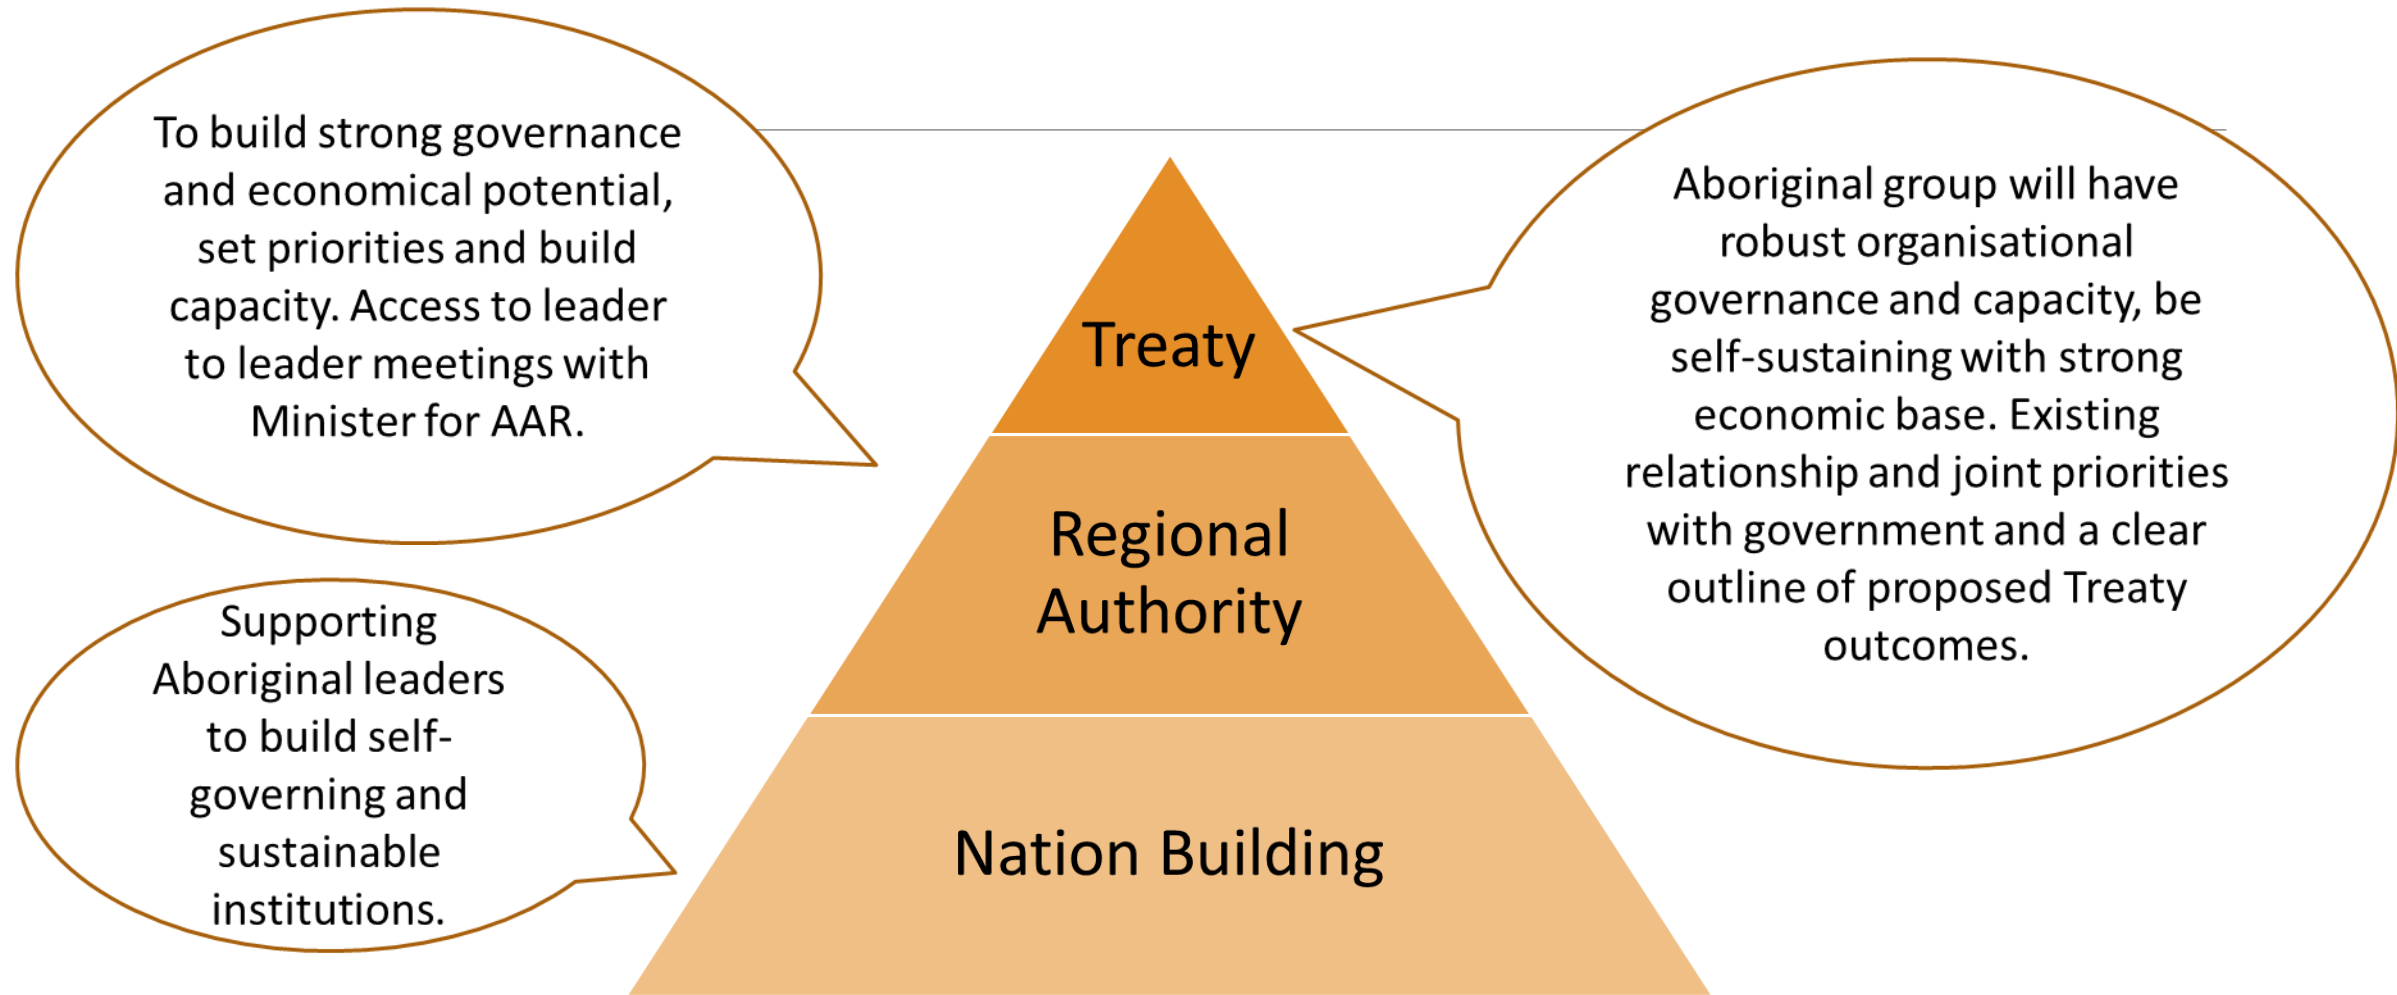 To build strong governance
and economical potential,
set priorities and build
capacity. Access to leader
to leader meetings with
Minister for AAR.
Supporting
Aboriginal leaders
to build self-
governing and
sustainable
institutions.
Treaty
Regional
Authority
Nation Building
Aboriginal group will have
robust organisational
governance and capacity, be
self-sustaining with strong
economic base. Existing
relationship and joint priorities
with government and a clear
outline of proposed Treaty
outcomes.